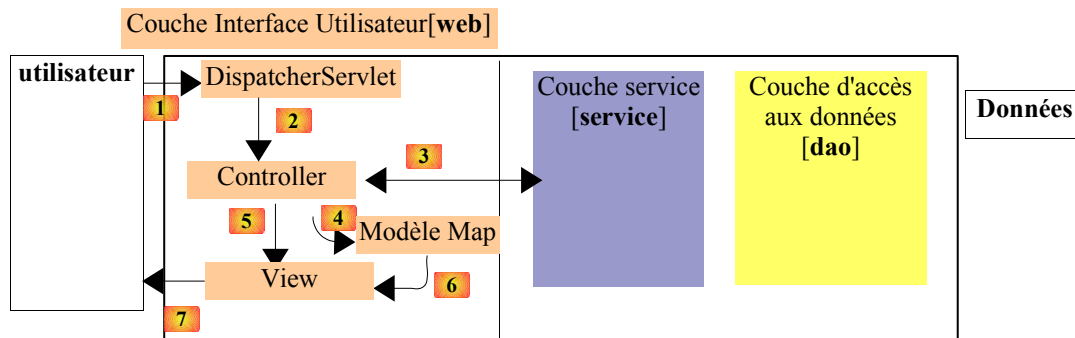 Couche Interface Utilisateur[web]
utilisateur
DispatcherServlet
Couche service
[service]
Couche d'accès
aux données
[dao]
Données
1
2
3
Controller
5
4
Modèle Map
View
6
7